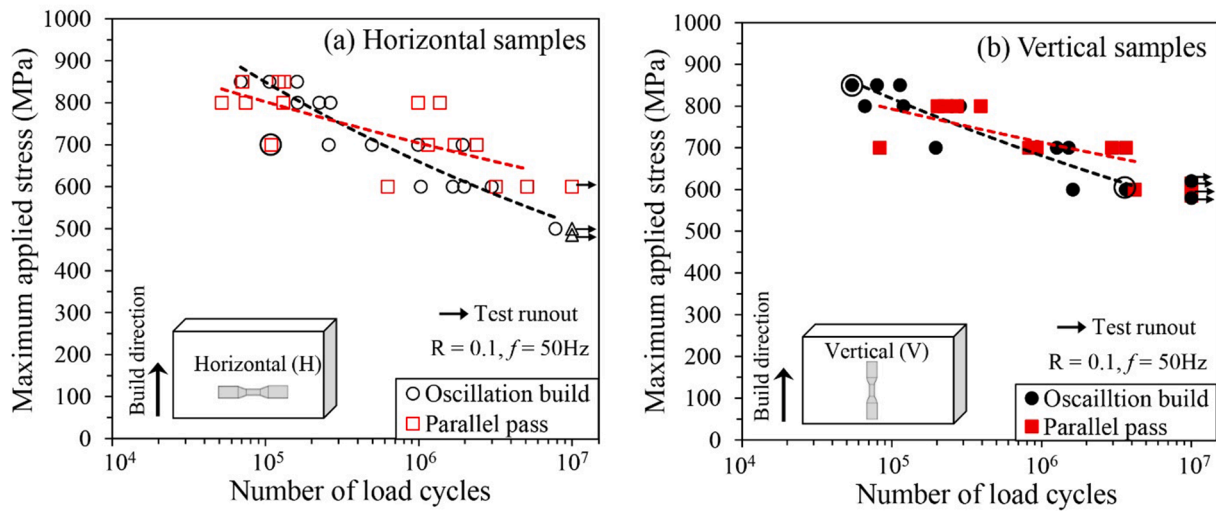 (a) Horizontal samples
Maximum applied stress (MPa)
1000
900
800
700
600
500
400
300
200
100
0
Build direction
Horizontal (H)
Test runout
R = 0.1, f = 50Hz
Oscillation build
Parallel pass
10^4
10^5
10^6
10^7
Number of load cycles
(b) Vertical samples
Maximum applied stress (MPa)
1000
900
800
700
600
500
400
300
200
100
0
Build direction
Vertical (V)
Test runout
R = 0.1, f = 50Hz
Oscailltion build
Parallel pass
10^4
10^5
10^6
10^7
Number of load cycles